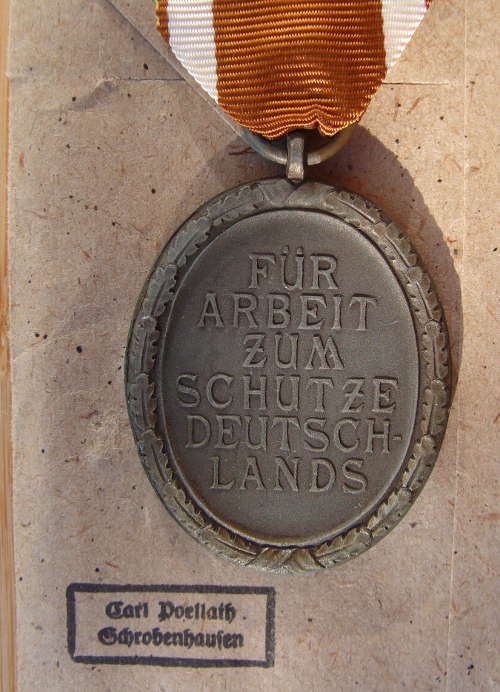 FÜR
ARBEIT
ZUM
SCHUTZE
DEUTSCH-
LANDS
Carl Poellath
Schrobenhausen